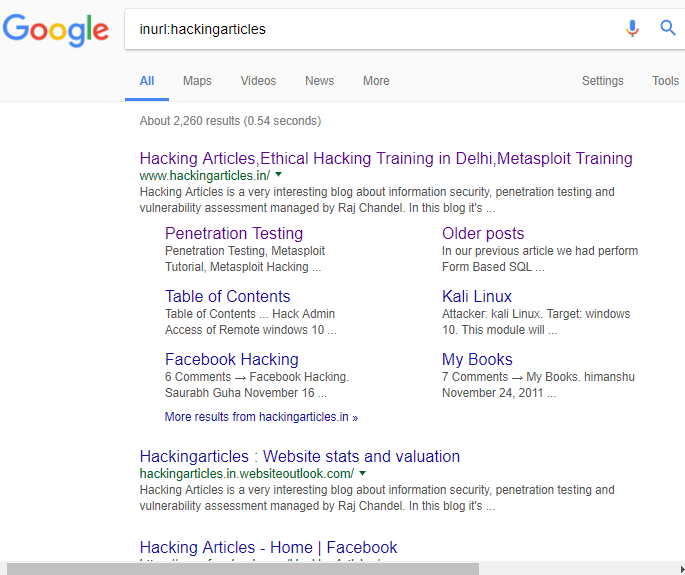 Google
inurl:hackingarticles
All Maps Videos News More Settings Tools
About 2,260 results (0.54 seconds)
Hacking Articles,Ethical Hacking Training in Delhi,Metasploit Training
www.hackingarticles.in/
Hacking Articles is a very interesting blog about information security, penetration testing and
vulnerability assessment managed by Raj Chandel. In this blog it's ...
Penetration Testing
Penetration Testing, Metasploit
Tutorial, Metasploit Hacking ...
Older posts
In our previous article we had perform
Form Based SQL ...
Table of Contents
Table of Contents ... Hack Admin
Access of Remote windows 10 ...
Kali Linux
Attacker: kali Linux. Target: windows
10. This module will ...
Facebook Hacking
6 Comments → Facebook Hacking.
Saurabh Guha November 16 ...
My Books
7 Comments → My Books. himanshu
November 24, 2011 ...
More results from hackingarticles.in »
Hackingarticles : Website stats and valuation
hackingarticles.in.websiteoutlook.com/
Hacking Articles is a very interesting blog about information security, penetration testing and
vulnerability assessment managed by Raj Chandel. In this blog it's ...
Hacking Articles - Home | Facebook